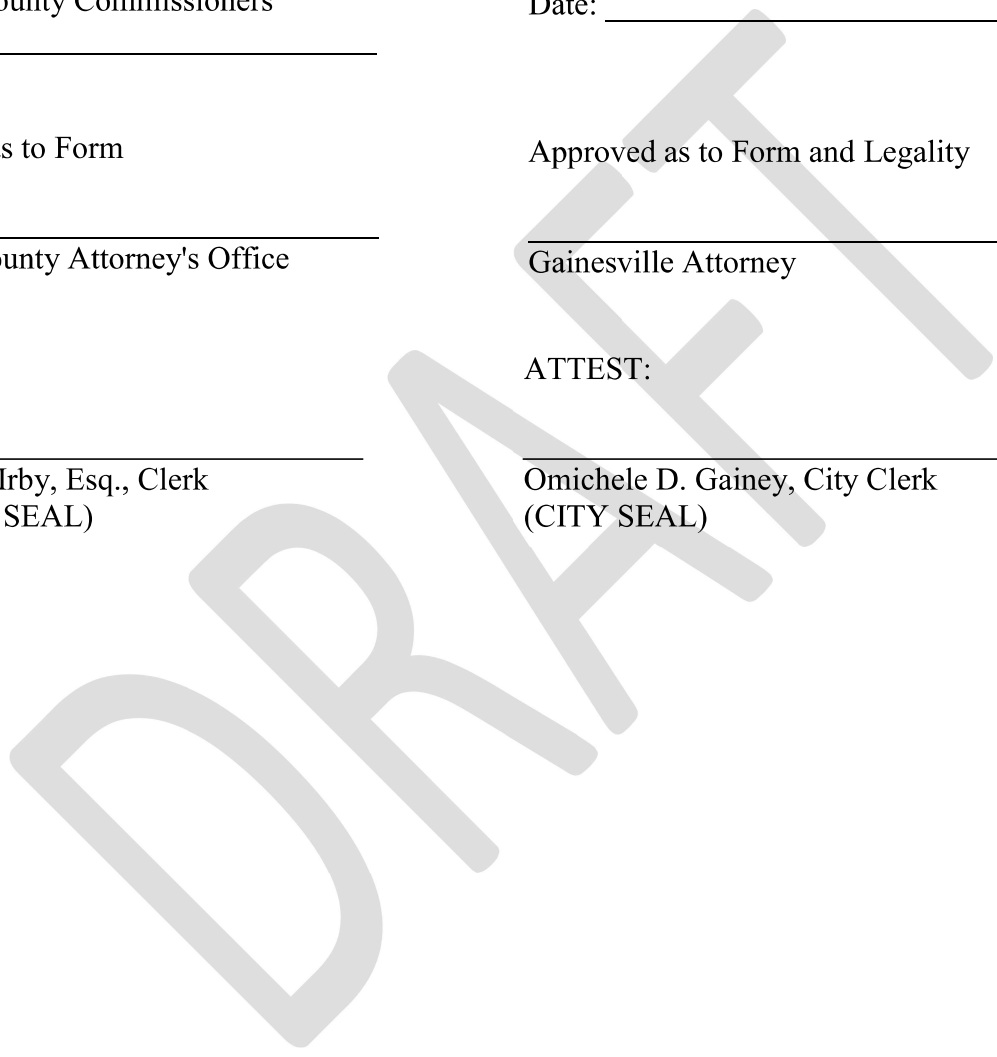 ounty Commissioners
Date:
s to Form
Approved as to Form and Legality
ounty Attorney's Office
Gainesville Attorney
ATTEST:
Irby, Esq., Clerk
SEAL)
Omichele D. Gainey, City Clerk
(CITY SEAL)
DRAFT